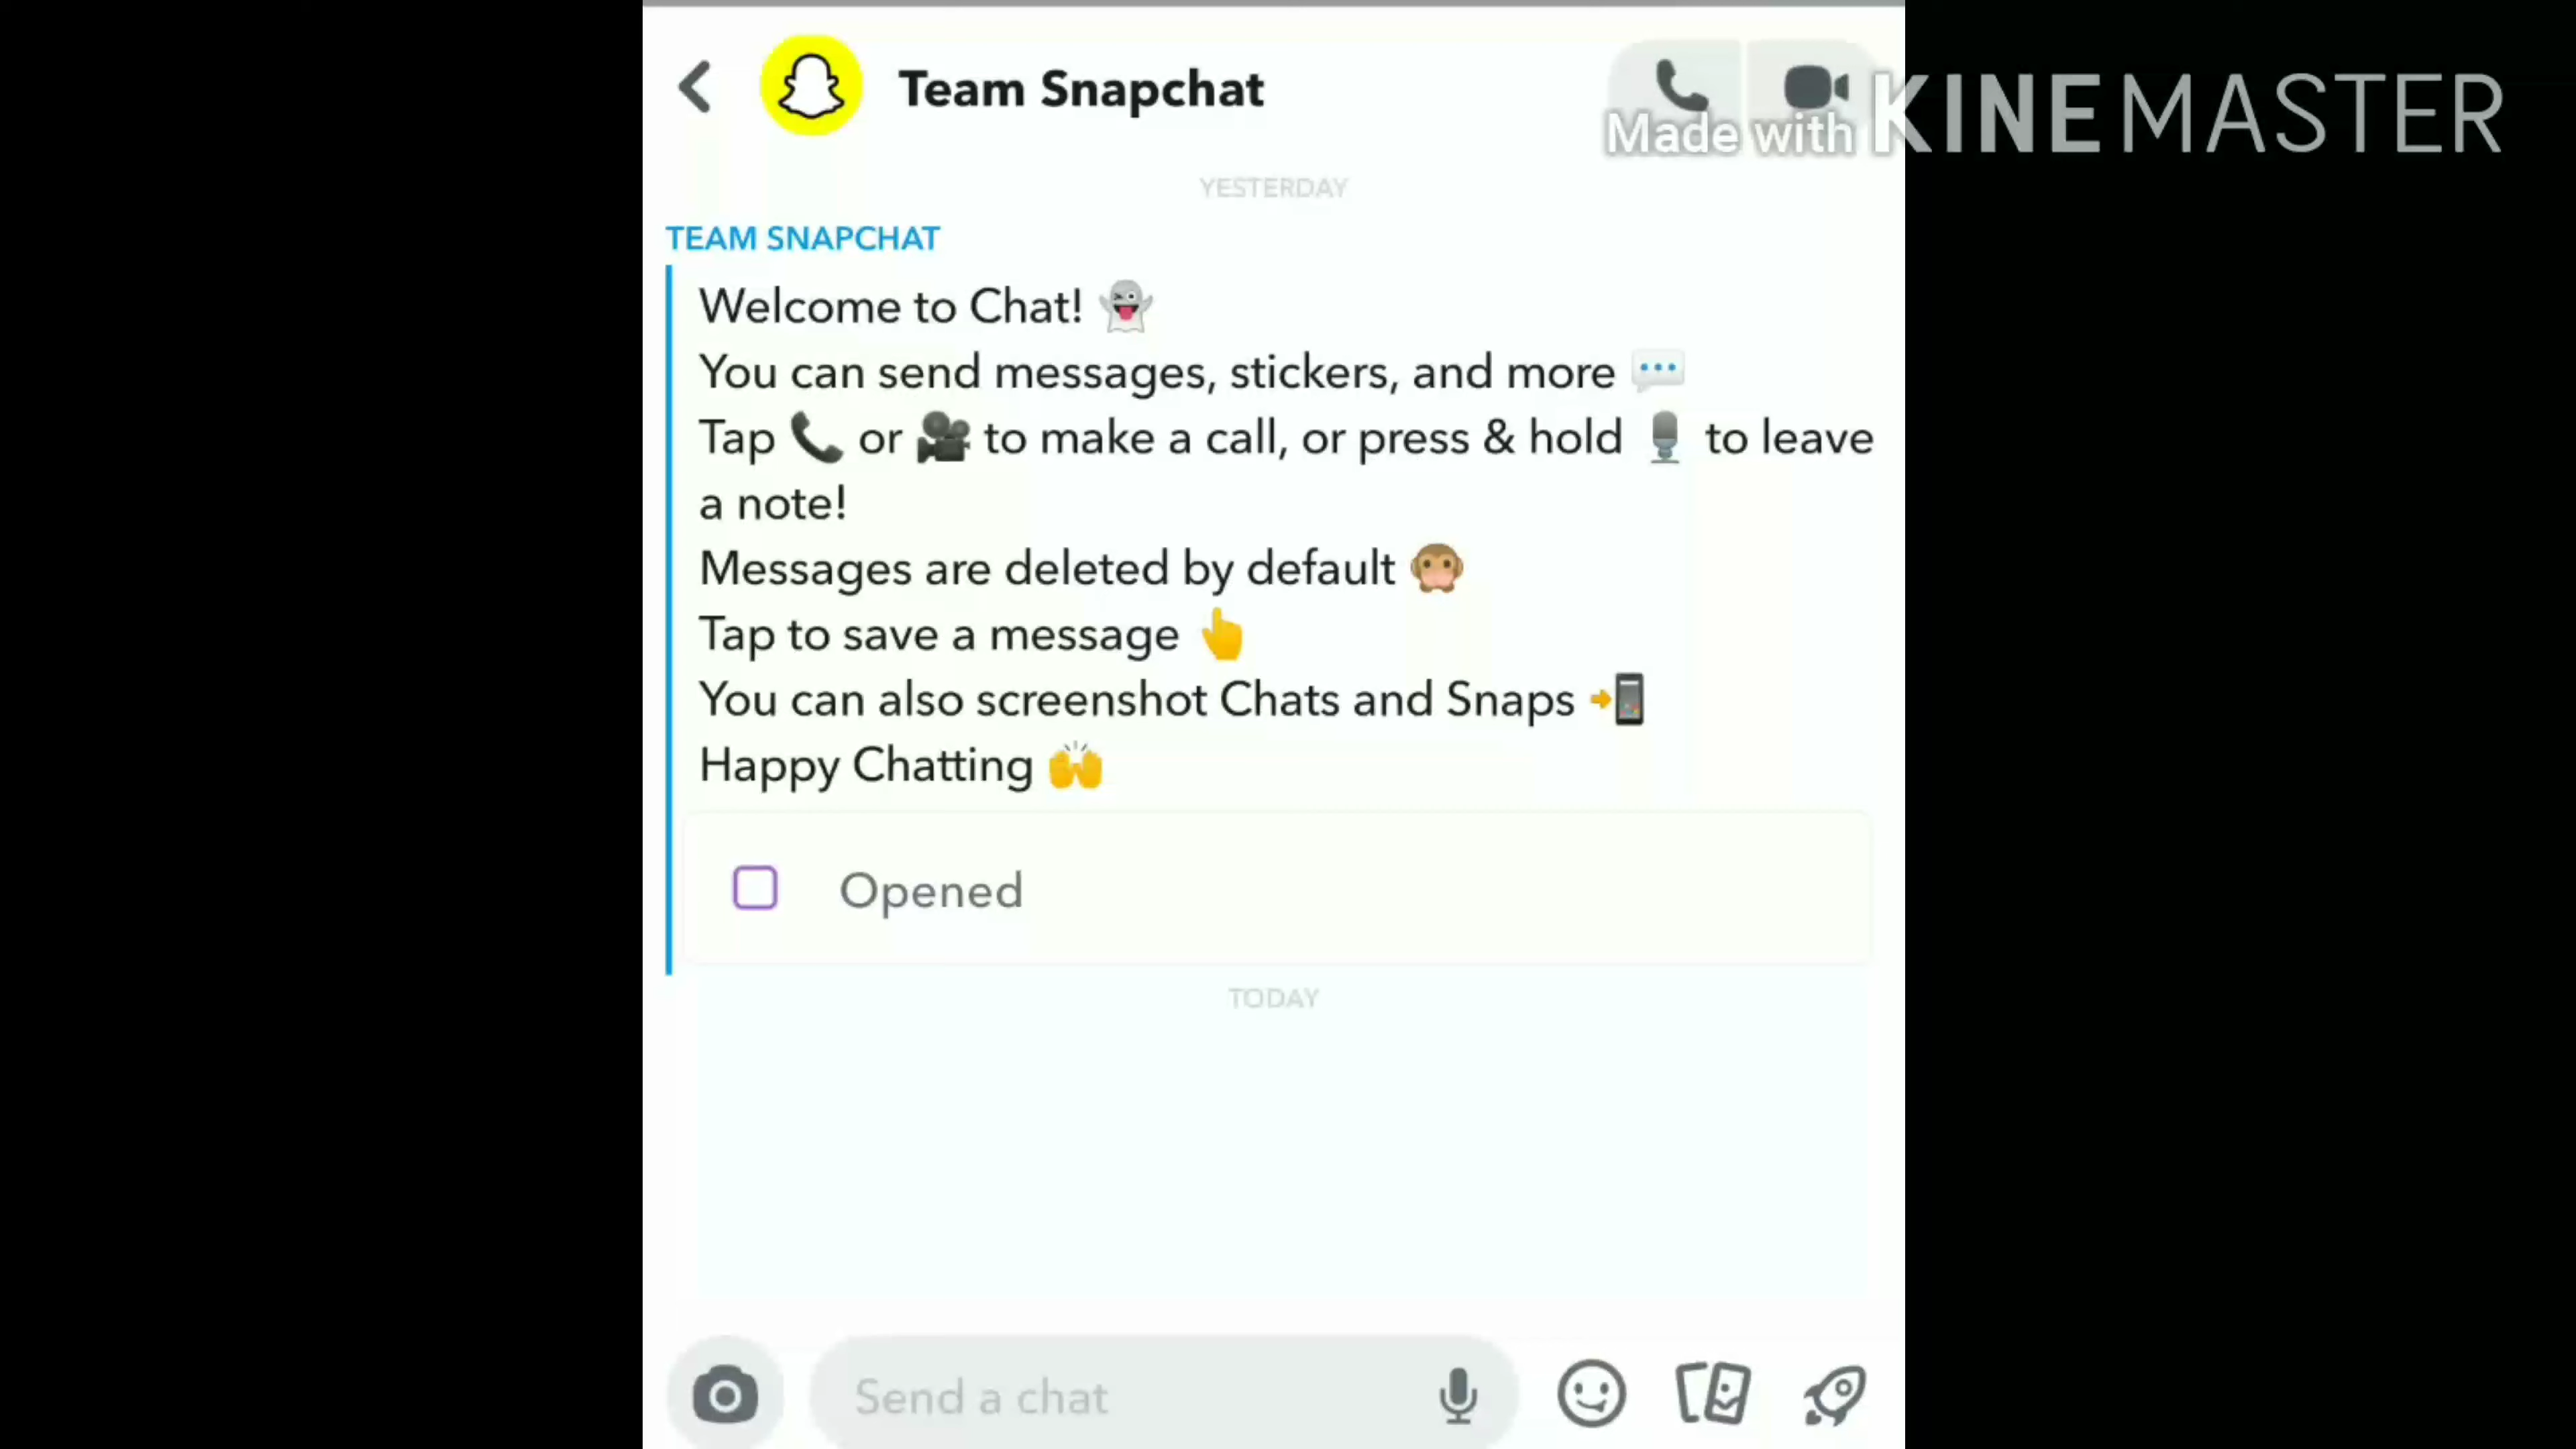 Team Snapchat
Made with KINEMASTER
YESTERDAY
TEAM SNAPCHAT
Welcome to Chat! 👻
You can send messages, stickers, and more 💬
Tap 📞 or 🎥 to make a call, or press & hold 🎙 to leave
a note!
Messages are deleted by default 🙊
Tap to save a message 👆
You can also screenshot Chats and Snaps 📲
Happy Chatting 🙌
Opened
TODAY
Send a chat